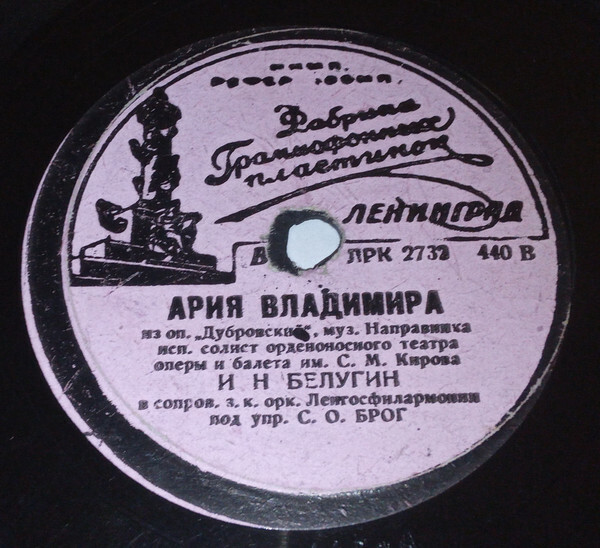 Фабрика
Граммофонных
пластинок
ЛЕНИНГРАД
ЛРК 2732 440 В
АРИЯ ВЛАДИМИРА
из оп. „Дубровский", муз. Направника
исп. солист орденоносного театра
оперы и балета им. С. М. Кирова
И Н БЕЛУГИН
в сопров. з. к. орк. Ленгосфилармонии
под упр. С. О. БРОГ